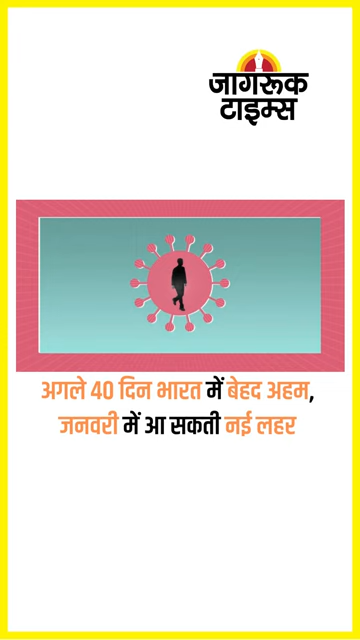 जागरूक
टाइम्स
अगले 40 दिन भारत में बेहद अहम,
जनवरी में आ सकती नई लहर